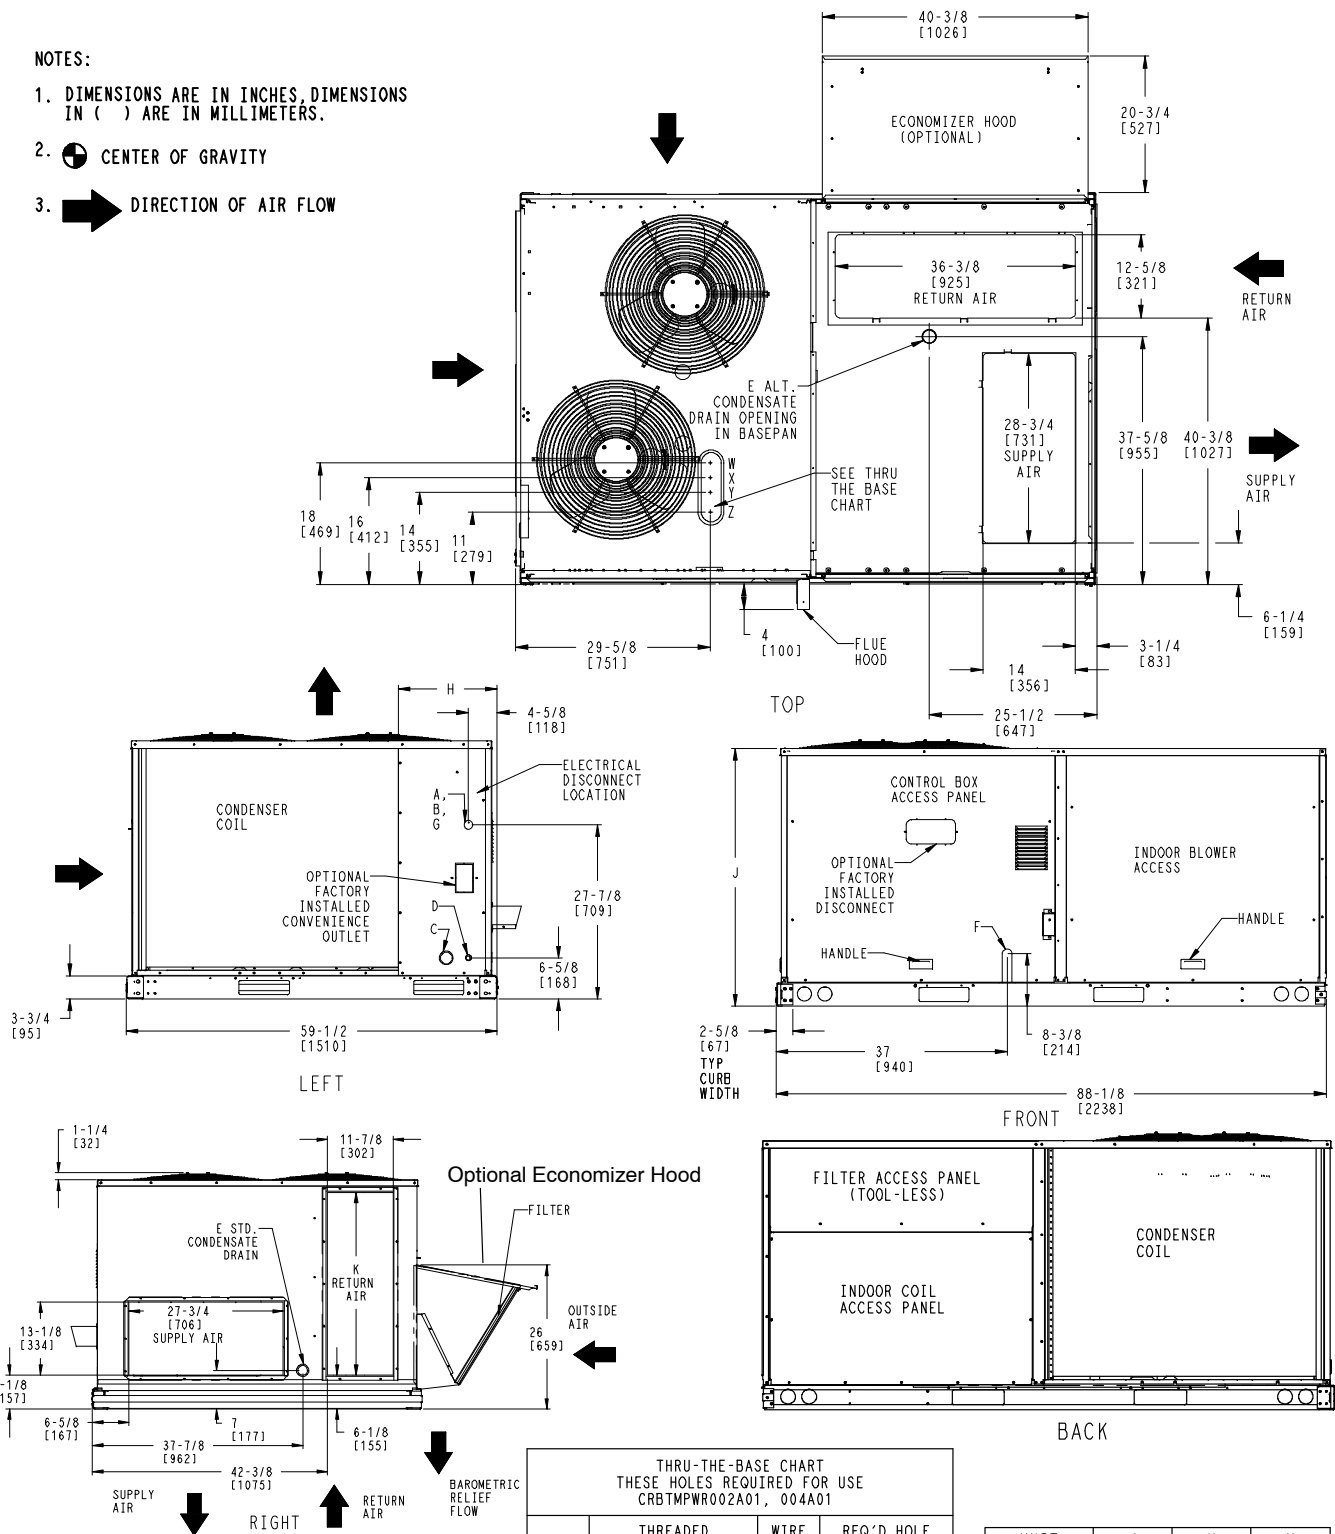 NOTES:
1. DIMENSIONS ARE IN INCHES, DIMENSIONS
IN ( ) ARE IN MILLIMETERS.
2. CENTER OF GRAVITY
3. DIRECTION OF AIR FLOW
40-3/8
[1026]
ECONOMIZER HOOD
(OPTIONAL)
20-3/4
[527]
36-3/8
[925]
RETURN AIR
12-5/8
[321]
RETURN
AIR
E ALT.
CONDENSATE
DRAIN OPENING
IN BASEPAN
28-3/4
[731]
SUPPLY
AIR
37-5/8
[955]
40-3/8
[1027]
SUPPLY
AIR
W
X
Y
Z
SEE THRU
THE BASE
CHART
18
[469]
16
[412]
14
[355]
11
[279]
29-5/8
[751]
4
[100]
FLUE
HOOD
14
[356]
3-1/4
[83]
6-1/4
[159]
25-1/2
[647]
TOP
H
4-5/8
[118]
ELECTRICAL
DISCONNECT
LOCATION
CONDENSER
COIL
A,
B,
G
OPTIONAL
FACTORY
INSTALLED
CONVENIENCE
OUTLET
D
C
27-7/8
[709]
6-5/8
[168]
3-3/4
[95]
59-1/2
[1510]
LEFT
CONTROL BOX
ACCESS PANEL
OPTIONAL
FACTORY
INSTALLED
DISCONNECT
INDOOR BLOWER
ACCESS
J
F
HANDLE
HANDLE
2-5/8
[67]
TYP
CURB
WIDTH
37
[940]
8-3/8
[214]
88-1/8
[2238]
FRONT
1-1/4
[32]
11-7/8
[302]
Optional Economizer Hood
FILTER
E STD.
CONDENSATE
DRAIN
K
RETURN
AIR
27-3/4
[706]
SUPPLY AIR
13-1/8
[334]
26
[659]
OUTSIDE
AIR
-1/8
157]
6-5/8
[167]
7
[177]
6-1/8
[155]
37-7/8
[962]
42-3/8
[1075]
SUPPLY
AIR
RETURN
AIR
BAROMETRIC
RELIEF
FLOW
RIGHT
FILTER ACCESS PANEL
(TOOL-LESS)
CONDENSER
COIL
INDOOR COIL
ACCESS PANEL
BACK
THRU-THE-BASE CHART
THESE HOLES REQUIRED FOR USE
CRBTMPWR002A01, 004A01
THREADED WIRE REQ'D HOLE